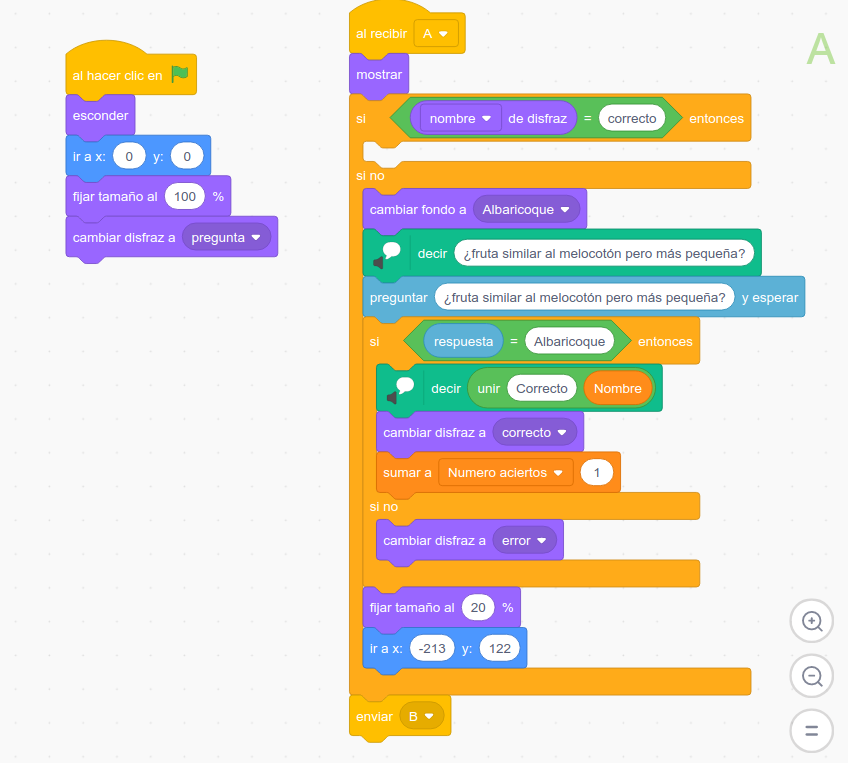 al hacer clic en
esconder
ir a x: 0 y: 0
fijar tamaño al 100 %
cambiar disfraz a pregunta
al recibir A
mostrar
si nombre de disfraz = correcto entonces
si no
cambiar fondo a Albaricoque
decir ¿fruta similar al melocotón pero más pequeña?
preguntar ¿fruta similar al melocotón pero más pequeña? y esperar
si respuesta = Albaricoque entonces
decir unir Correcto Nombre
cambiar disfraz a correcto
sumar a Numero aciertos 1
si no
cambiar disfraz a error
fijar tamaño al 20 %
ir a x: -213 y: 122
enviar B
A